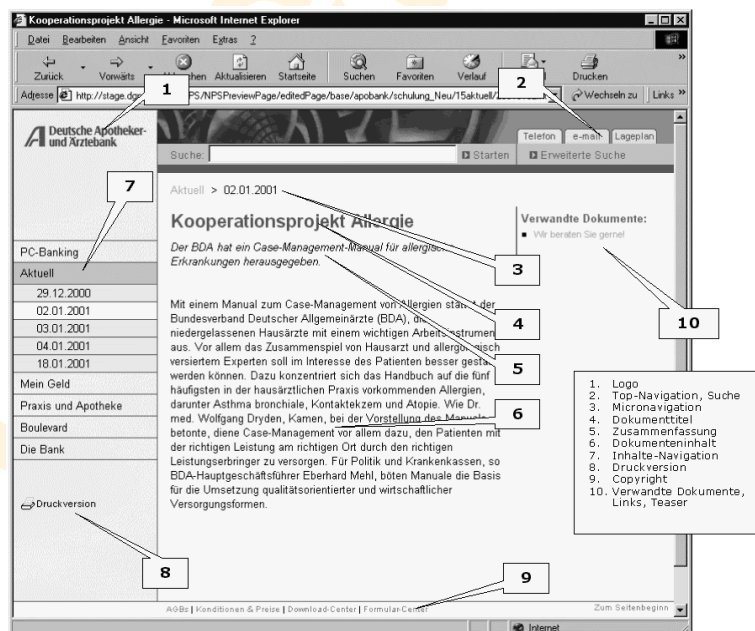 Kooperationsprojekt Allergie - Microsoft Internet Explorer
Datei Bearbeiten Ansicht Favoriten Extras ?
Zurück Vorwärts Aktualisieren Startseite Suchen Favoriten Verlauf Drucken
Adresse http://stage.dgr PS/NPSPreviewPage/editedPage/base/apobank/schulung_Neu/15aktuell/ Wechseln zu Links
1
2
Deutsche Apotheker-
und Ärztebank
Telefon e-mail Lageplan
Suche: Starten Erweiterte Suche
7
Aktuell > 02.01.2001
Kooperationsprojekt Allergie
Der BDA hat ein Case-Management-Manual für
Erkrankungen herausgegeben.
Verwandte Dokumente:
Wir beraten Sie gerne!
3
4
10
5
6
PC-Banking
Aktuell
29.12.2000
02.01.2001
03.01.2001
04.01.2001
18.01.2001
Mein Geld
Praxis und Apotheke
Boulevard
Die Bank
Druckversion
8
Mit einem Manual zum Case-Management von Allergien der
Bundesverband Deutscher Allgemeinärzte (BDA),
niedergelassenen Hausärzte mit einem wichtigen
aus. Vor allem das Zusammenspiel von Hausarzt und
versiertem Experten soll im Interesse des Patienten besser
werden können. Dazu konzentriert sich das Handbuch auf die fünf
häufigsten in der hausärztlichen Praxis vorkommenden Allergien,
darunter Asthma bronchiale, Kontaktekzem und Atopie. Wie Dr.
med. Wolfgang Dryden, Kamen, bei der Vorstellung des
betonte, diene Case-Management vor allem dazu, den Patienten mit
der richtigen Leistung am richtigen Ort durch den richtigen
Leistungserbringer zu versorgen. Für Politik und Krankenkassen, so
BDA-Hauptgeschäftsführer Eberhard Mehl, böten Manuale die Basis
für die Umsetzung qualitätsorientierter und wirtschaftlicher
Versorgungsformen.
1. Logo
2. Top-Navigation, Suche
3. Micronavigation
4. Dokumenttitel
5. Zusammenfassung
6. Dokumenteninhalt
7. Inhalte-Navigation
8. Druckversion
9. Copyright
10. Verwandte Dokumente,
Links, Teaser
9
AGBs | Konditionen & Preise | Download-Center | Formular-Center
Zum Seitenbeginn
Internet